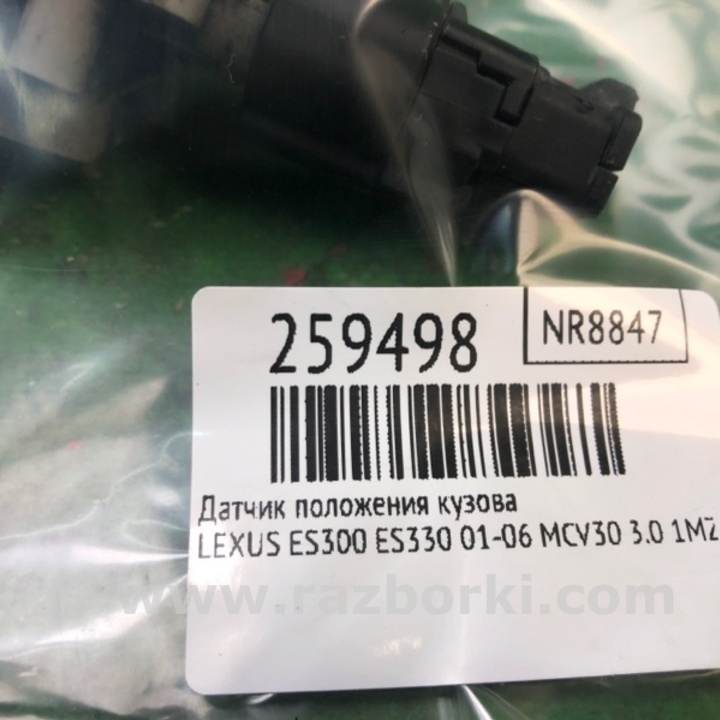 259498
NR8847
Датчик положения кузова
LEXUS ES300 ES330 01-06 MCV30 3.0 1MZ
www.razborki.com